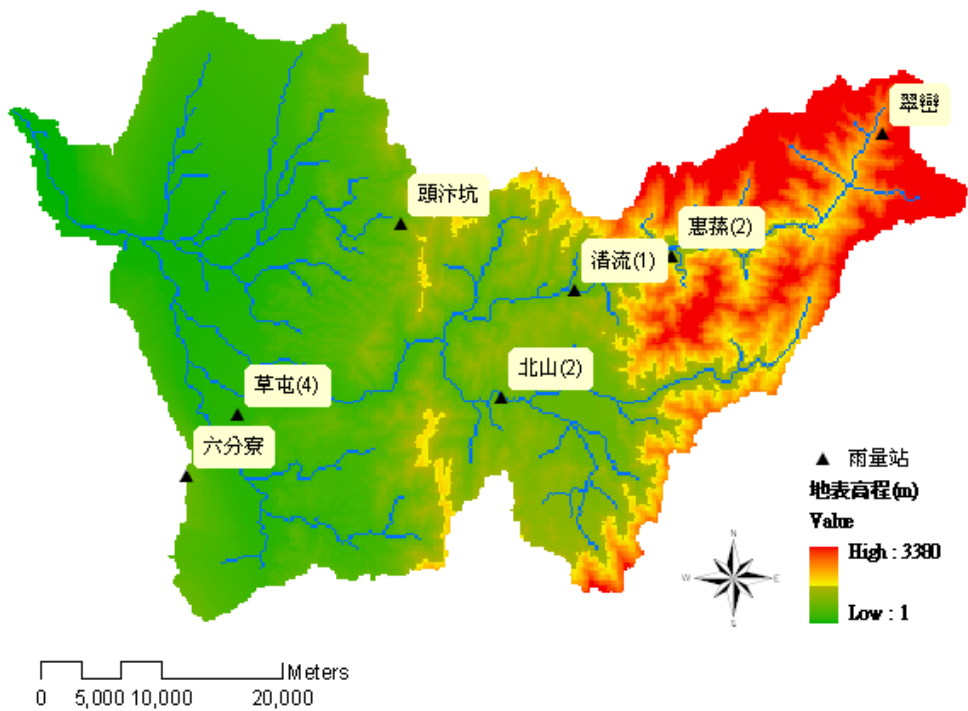 翠巒
頭汴坑
惠蓀(2)
清流(1)
北山(2)
草屯(4)
六分寮
雨量站
地表高程(m)
Value
High : 3380
Low : 1
N
W
E
S
Meters
0 5,000 10,000 20,000